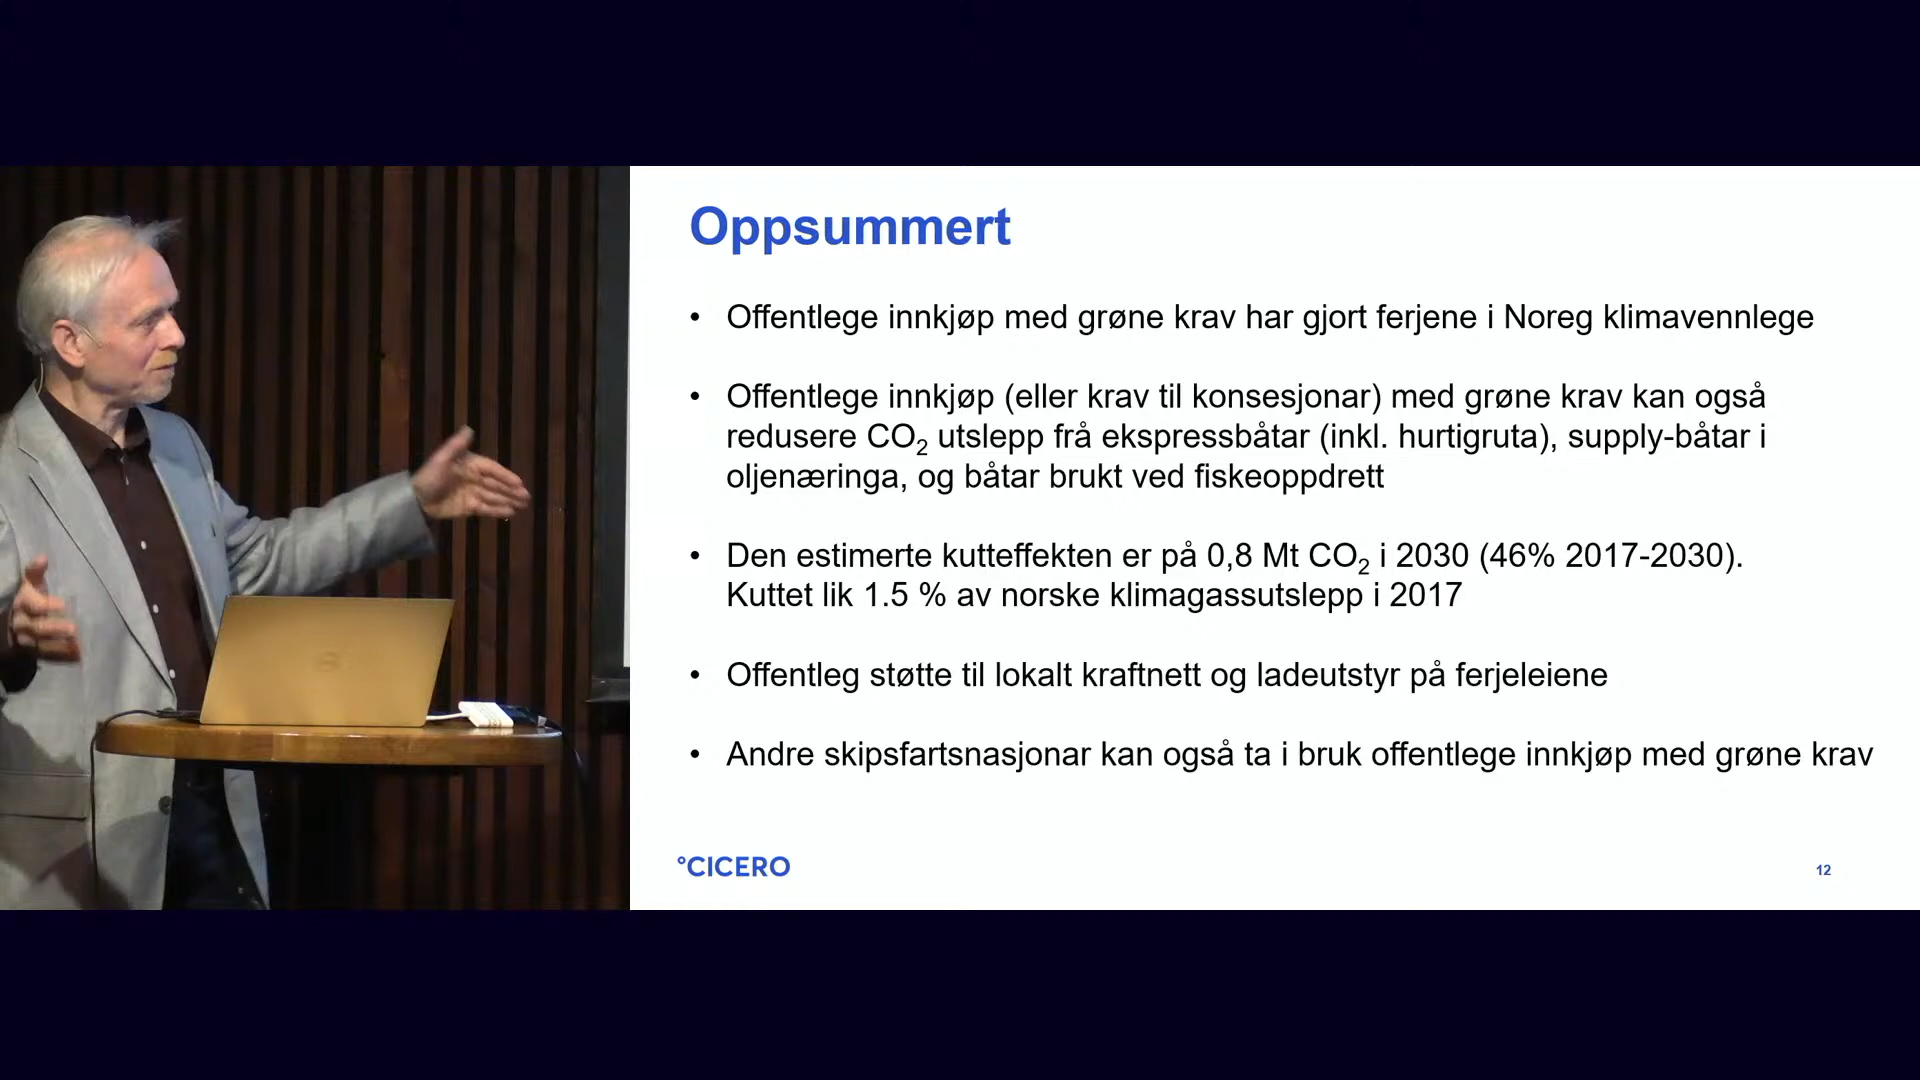 Oppsummert
• Offentlege innkjøp med grøne krav har gjort ferjene i Noreg klimavennlege
• Offentlege innkjøp (eller krav til konsesjonar) med grøne krav kan også
redusere CO₂ utslepp frå ekspressbåtar (inkl. hurtigruta), supply-båtar i
oljenæringa, og båtar brukt ved fiskeoppdrett
• Den estimerte kutteffekten er på 0,8 Mt CO₂ i 2030 (46% 2017-2030).
Kuttet lik 1.5 % av norske klimagassutslepp i 2017
• Offentleg støtte til lokalt kraftnett og ladeutstyr på ferjeleiene
• Andre skipsfartsnasjonar kan også ta i bruk offentlege innkjøp med grøne krav
°CICERO
12